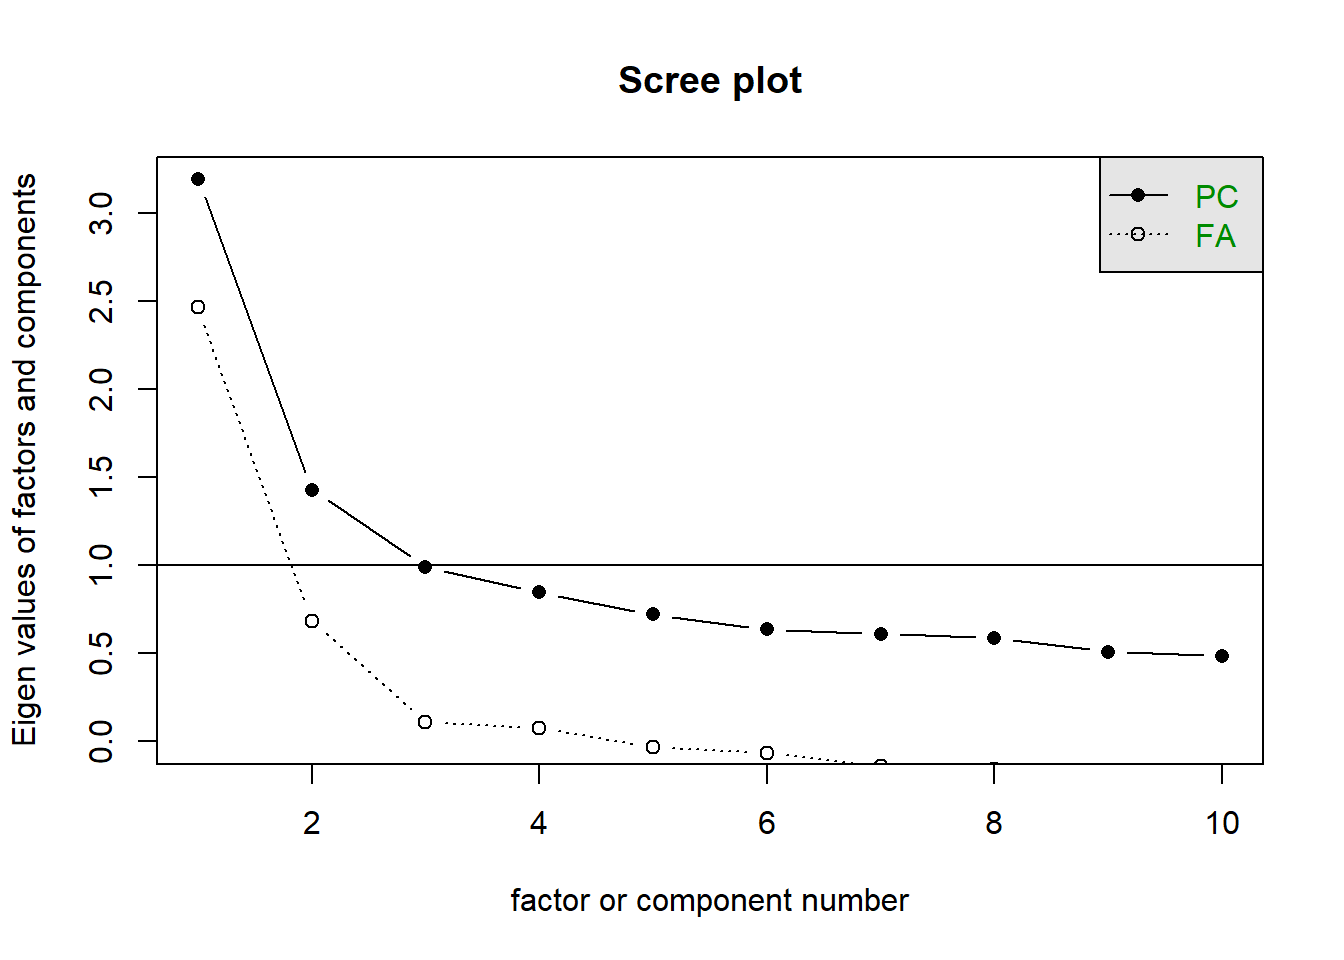 Scree plot
Eigen values of factors and components
3.0
2.5
2.0
1.5
1.0
0.5
0.0
PC
FA
2 4 6 8 10
factor or component number